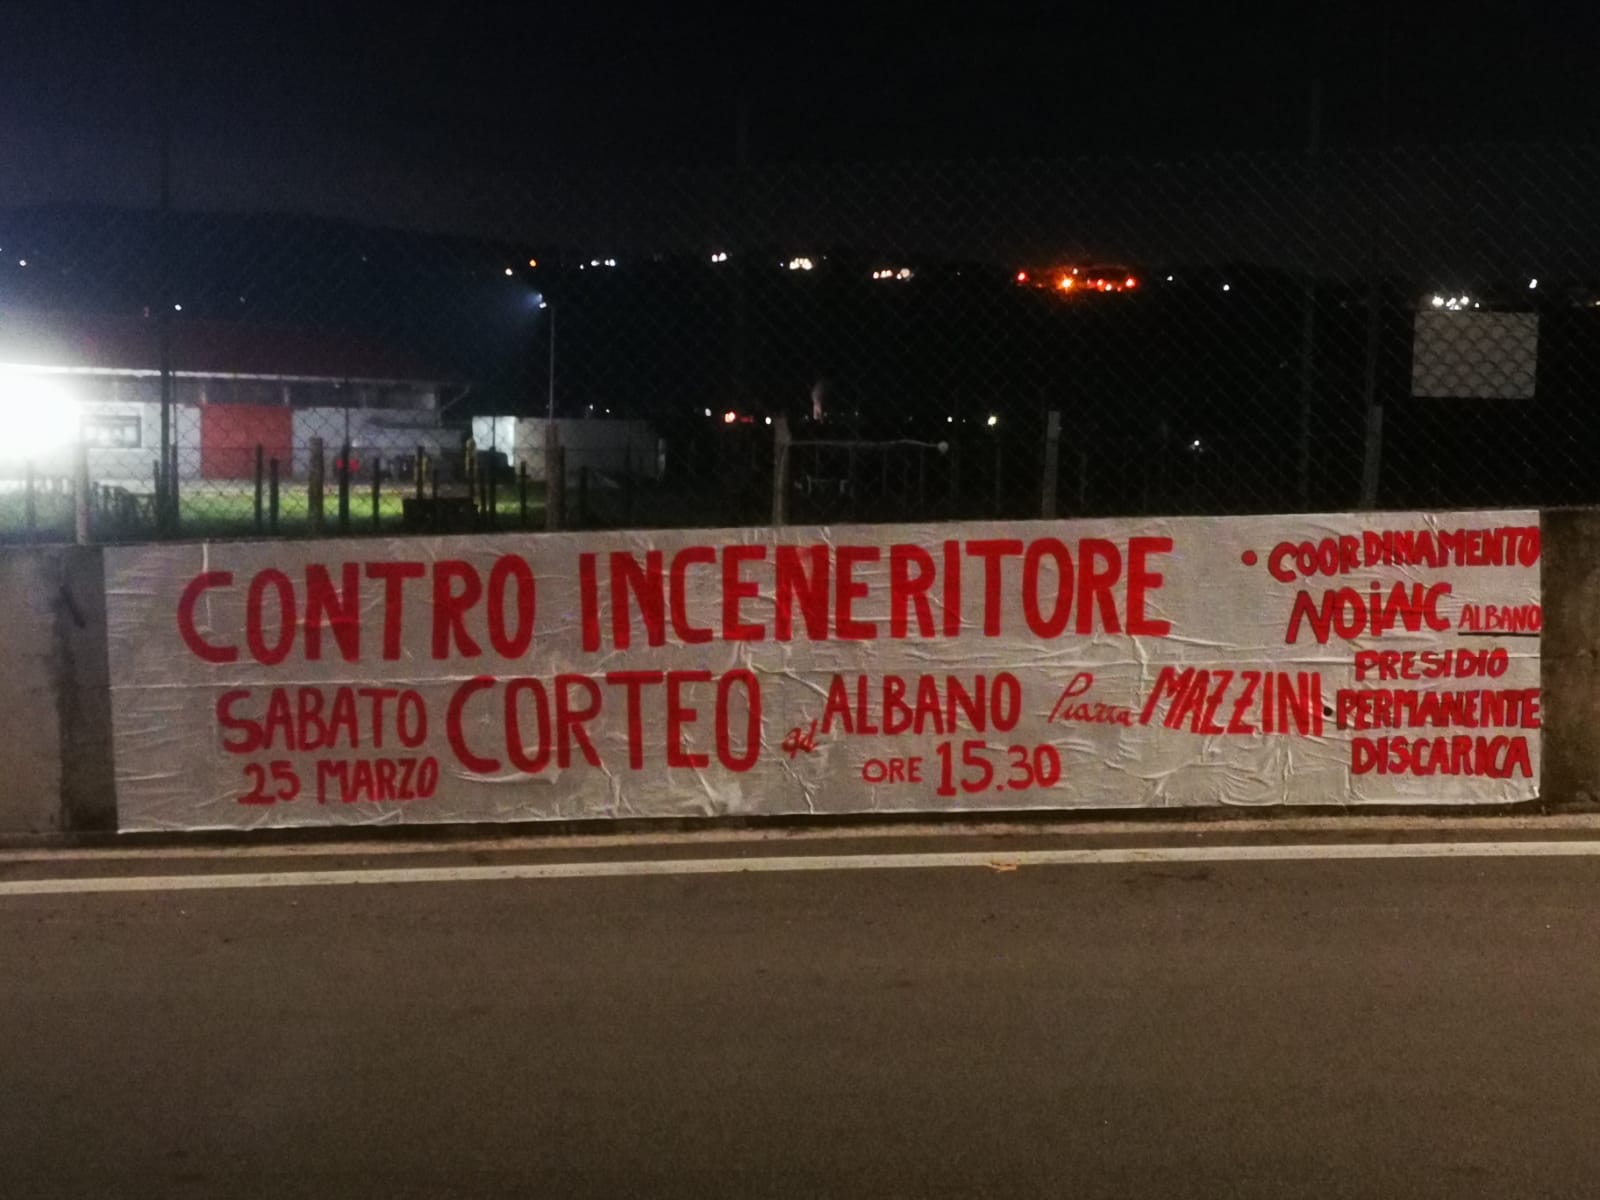 CONTRO INCENERITORE
SABATO CORTEO ad ALBANO Piazza MAZZINI
25 MARZO ORE 15.30
• COORDINAMENTO
NOiNC ALBANO
PRESIDIO
• PERMANENTE
DISCARICA